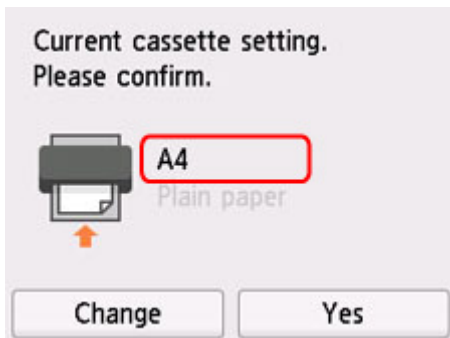 Current cassette setting.
Please confirm.
A4
Plain paper
Change Yes